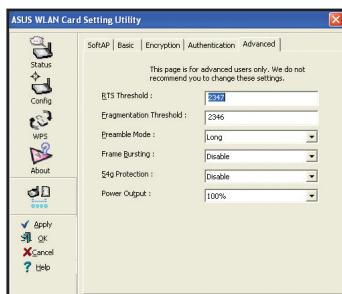 ASUS WLAN Card Setting Utility
Status
Config
WPS
About
Apply
OK
Cancel
Help
SoftAP Basic Encryption Authentication Advanced
This page is for advanced users only. We do not
recommend you to change these settings.
RTS Threshold : 2347
Fragmentation Threshold : 2346
Preamble Mode : Long
Frame Bursting : Disable
54g Protection : Disable
Power Output : 100%